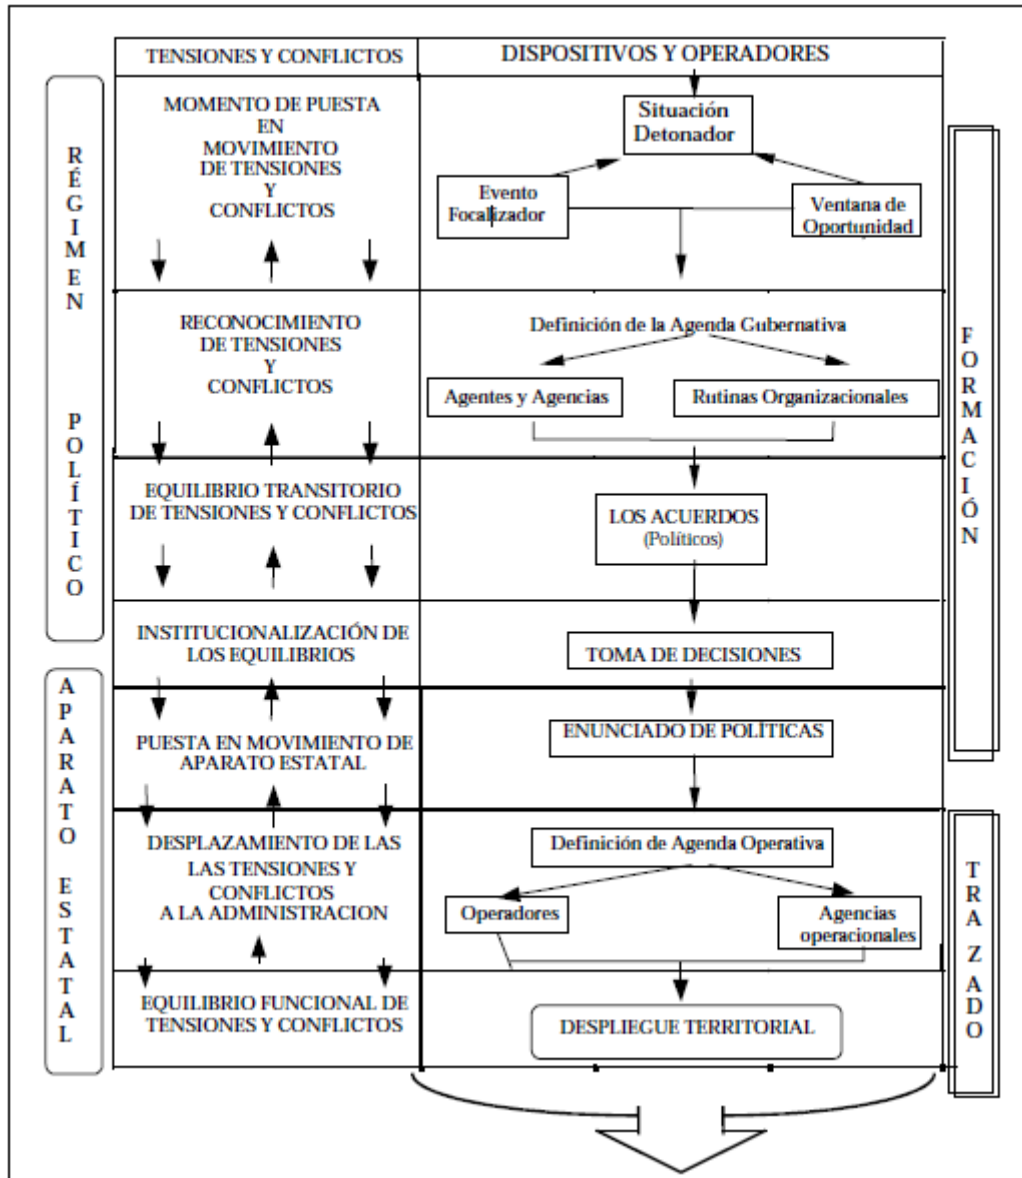 TENSIONES Y CONFLICTOS
DISPOSITIVOS Y OPERADORES
RÉGIMEN POLÍTICO
MOMENTO DE PUESTA
EN
MOVIMIENTO
DE TENSIONES
Y
CONFLICTOS
Situación
Detonador
Evento
Focalizador
Ventana de
Oportunidad
FORMACIÓN
RECONOCIMIENTO
DE TENSIONES
Y
CONFLICTOS
Definición de la Agenda Gubernativa
Agentes y Agencias
Rutinas Organizacionales
EQUILIBRIO TRANSITORIO
DE TENSIONES Y CONFLICTOS
LOS ACUERDOS
(Políticos)
INSTITUCIONALIZACIÓN DE
LOS EQUILIBRIOS
TOMA DE DECISIONES
APARATO ESTATAL
PUESTA EN MOVIMIENTO DE
APARATO ESTATAL
ENUNCIADO DE POLÍTICAS
DESPLAZAMIENTO DE LAS
LAS TENSIONES Y
CONFLICTOS
A LA ADMINISTRACION
Definición de Agenda Operativa
Operadores
Agencias
operacionales
TRAZADO
EQUILIBRIO FUNCIONAL DE
TENSIONES Y CONFLICTOS
DESPLIEGUE TERRITORIAL